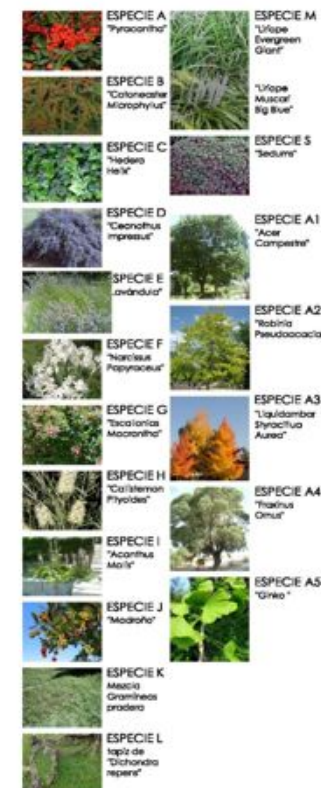 ESPECIE A
"Pyracantha"
ESPECIE B
"Cotoneaster
Microphylus"
ESPECIE C
"Hedera
Helix"
ESPECIE D
"Ceanothus
Impressus"
ESPECIE E
Lavándula"
ESPECIE F
"Narcissus
Papyraceus"
ESPECIE G
"Escalonias
Macrantha"
ESPECIE H
"Calistemon
Pityoides"
ESPECIE I
"Acanthus
Molis"
ESPECIE J
"Madroño"
ESPECIE K
Mezcla
Gramíneas
pradera
ESPECIE L
tapiz de
"Dichondra
repens"
ESPECIE M
"Liriope
Evergreen
Giant"
"Liriope
Muscari
Big Blue"
ESPECIE S
"Sedums"
ESPECIE A1
"Acer
Campestre"
ESPECIE A2
"Robinia
Pseudoacacia
ESPECIE A3
"Liquidambar
Styraciflua
Aurea"
ESPECIE A4
"Fraxinus
Ornus"
ESPECIE A5
"Ginko "